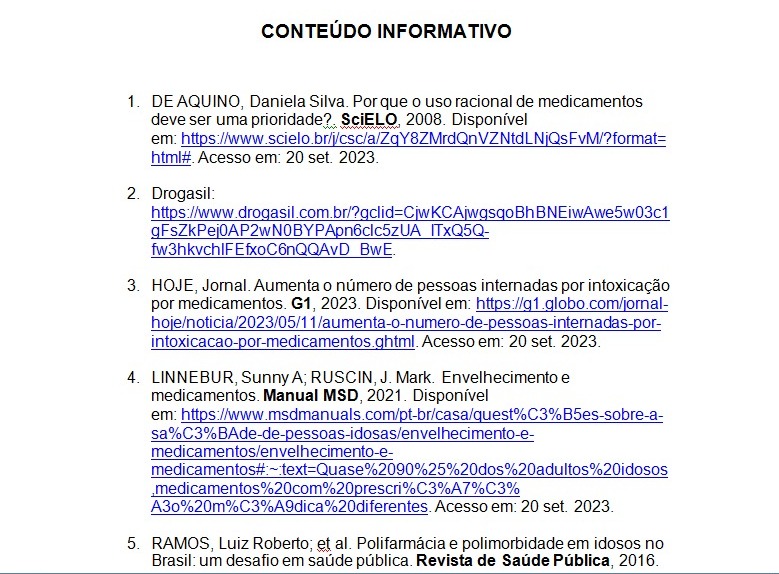 CONTEÚDO INFORMATIVO
1. DE AQUINO, Daniela Silva. Por que o uso racional de medicamentos
deve ser uma prioridade?. SciELO, 2008. Disponível
em: https://www.scielo.br/j/csc/a/ZqY8ZMrdQnVZNtdLNjQsFvM/?format=
html#. Acesso em: 20 set. 2023.
2. Drogasil:
https://www.drogasil.com.br/?gclid=CjwKCAjwgsqoBhBNEiwAwe5w03c1
gFsZkPej0AP2wN0BYPApn6clc5zUA_ITxQ5Q-
fw3hkvchIFEfxoC6nQQAvD_BwE.
3. HOJE, Jornal. Aumenta o número de pessoas internadas por intoxicação
por medicamentos. G1, 2023. Disponível em: https://g1.globo.com/jornal-
hoje/noticia/2023/05/11/aumenta-o-numero-de-pessoas-internadas-por-
intoxicacao-por-medicamentos.ghtml. Acesso em: 20 set. 2023.
4. LINNEBUR, Sunny A; RUSCIN, J. Mark. Envelhecimento e
medicamentos. Manual MSD, 2021. Disponível
em: https://www.msdmanuals.com/pt-br/casa/quest%C3%B5es-sobre-a-
sa%C3%BAde-de-pessoas-idosas/envelhecimento-e-
medicamentos/envelhecimento-e-
medicamentos#:~:text=Quase%2090%25%20dos%20adultos%20idosos
,medicamentos%20com%20prescri%C3%A7%C3%
A3o%20m%C3%A9dica%20diferentes. Acesso em: 20 set. 2023.
5. RAMOS, Luiz Roberto; et al. Polifarmácia e polimorbidade em idosos no
Brasil: um desafio em saúde pública. Revista de Saúde Pública, 2016.